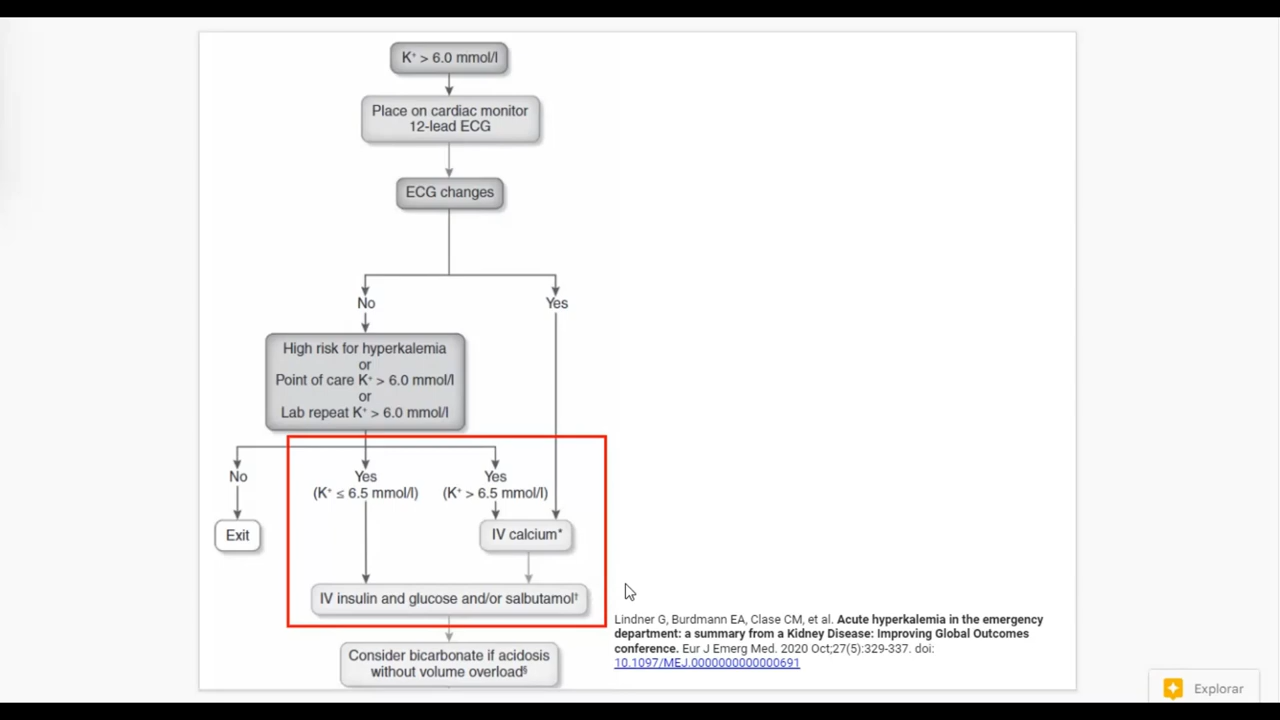 K⁺ > 6.0 mmol/l
Place on cardiac monitor
12-lead ECG
ECG changes
No
Yes
High risk for hyperkalemia
or
Point of care K⁺ > 6.0 mmol/l
or
Lab repeat K⁺ > 6.0 mmol/l
No
Yes
(K⁺ ≤ 6.5 mmol/l)
Yes
(K⁺ > 6.5 mmol/l)
Exit
IV calcium*
IV insulin and glucose and/or salbutamol†
Consider bicarbonate if acidosis
without volume overload§
Lindner G, Burdmann EA, Clase CM, et al. Acute hyperkalemia in the emergency
department: a summary from a Kidney Disease: Improving Global Outcomes
conference. Eur J Emerg Med. 2020 Oct;27(5):329-337. doi:
10.1097/MEJ.0000000000000691
Explorar